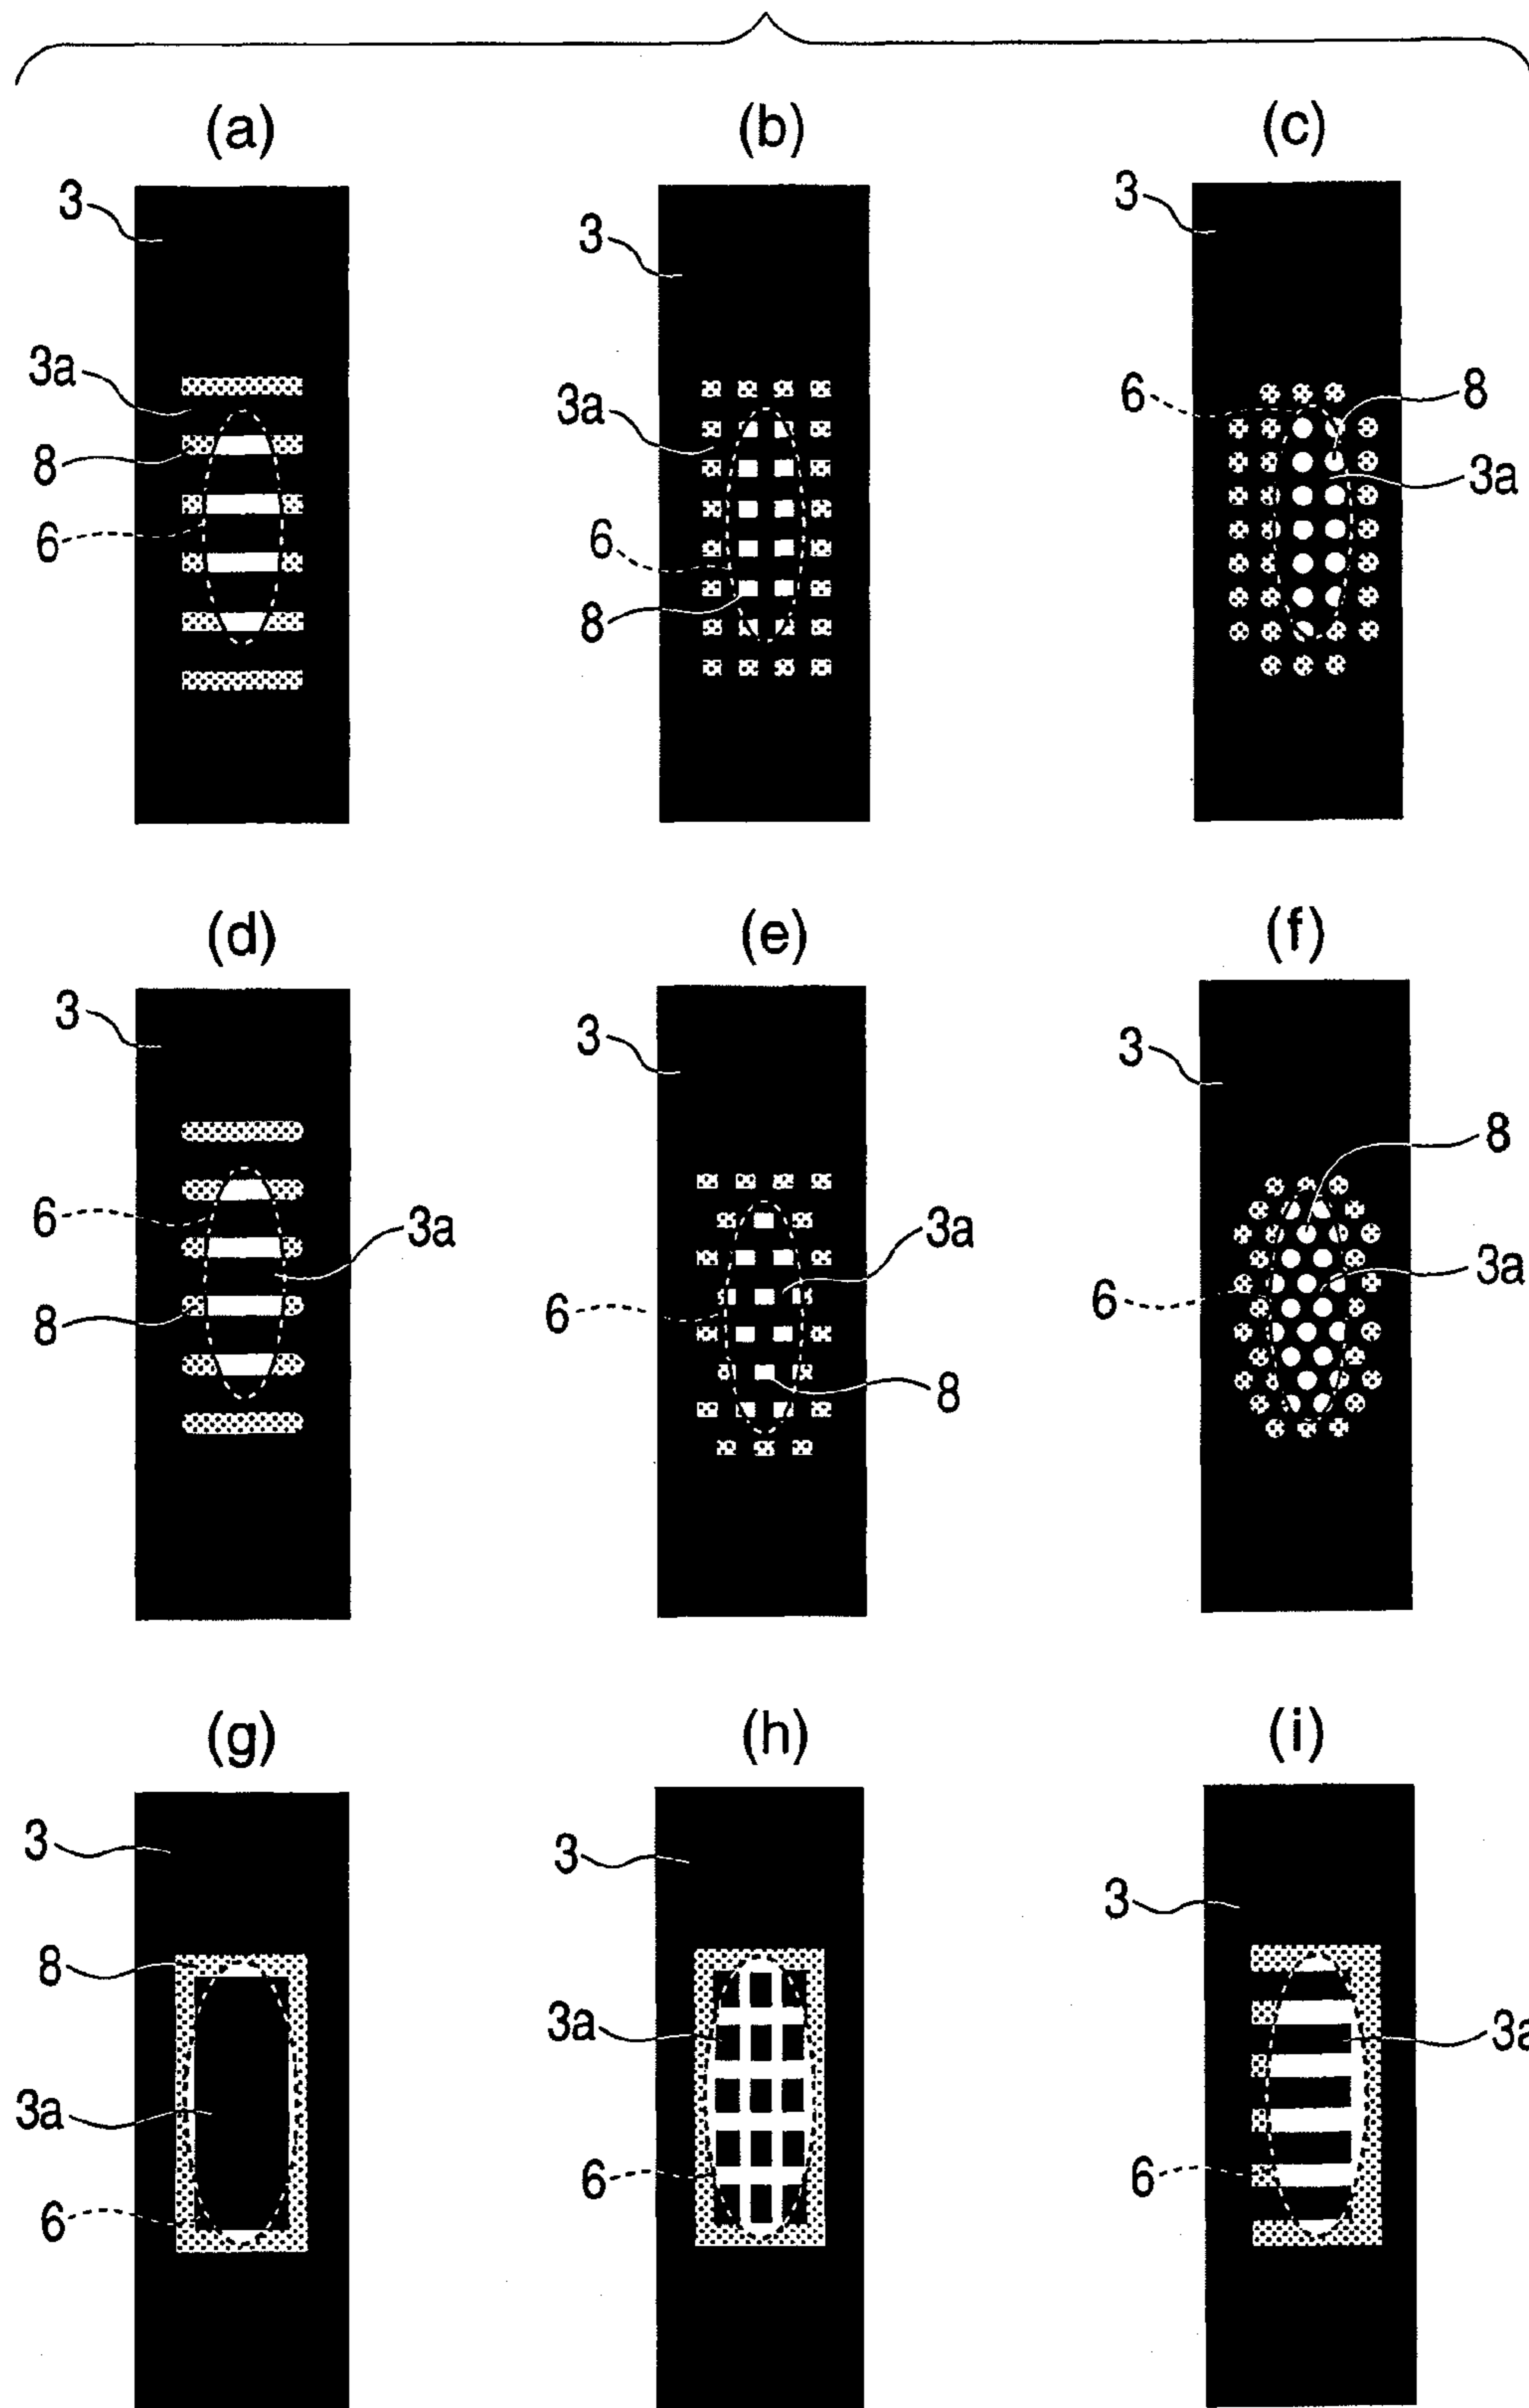 (a) (b) (c)
3 3 3
3a 3a 6 8
8 3a
6 6
8
(d) (e) (f)
3 3 3
8
6 3a 3a 3a
8 6 6
8
(g) (h) (i)
3 3 3
8 3a 3a
3a
6 6 6